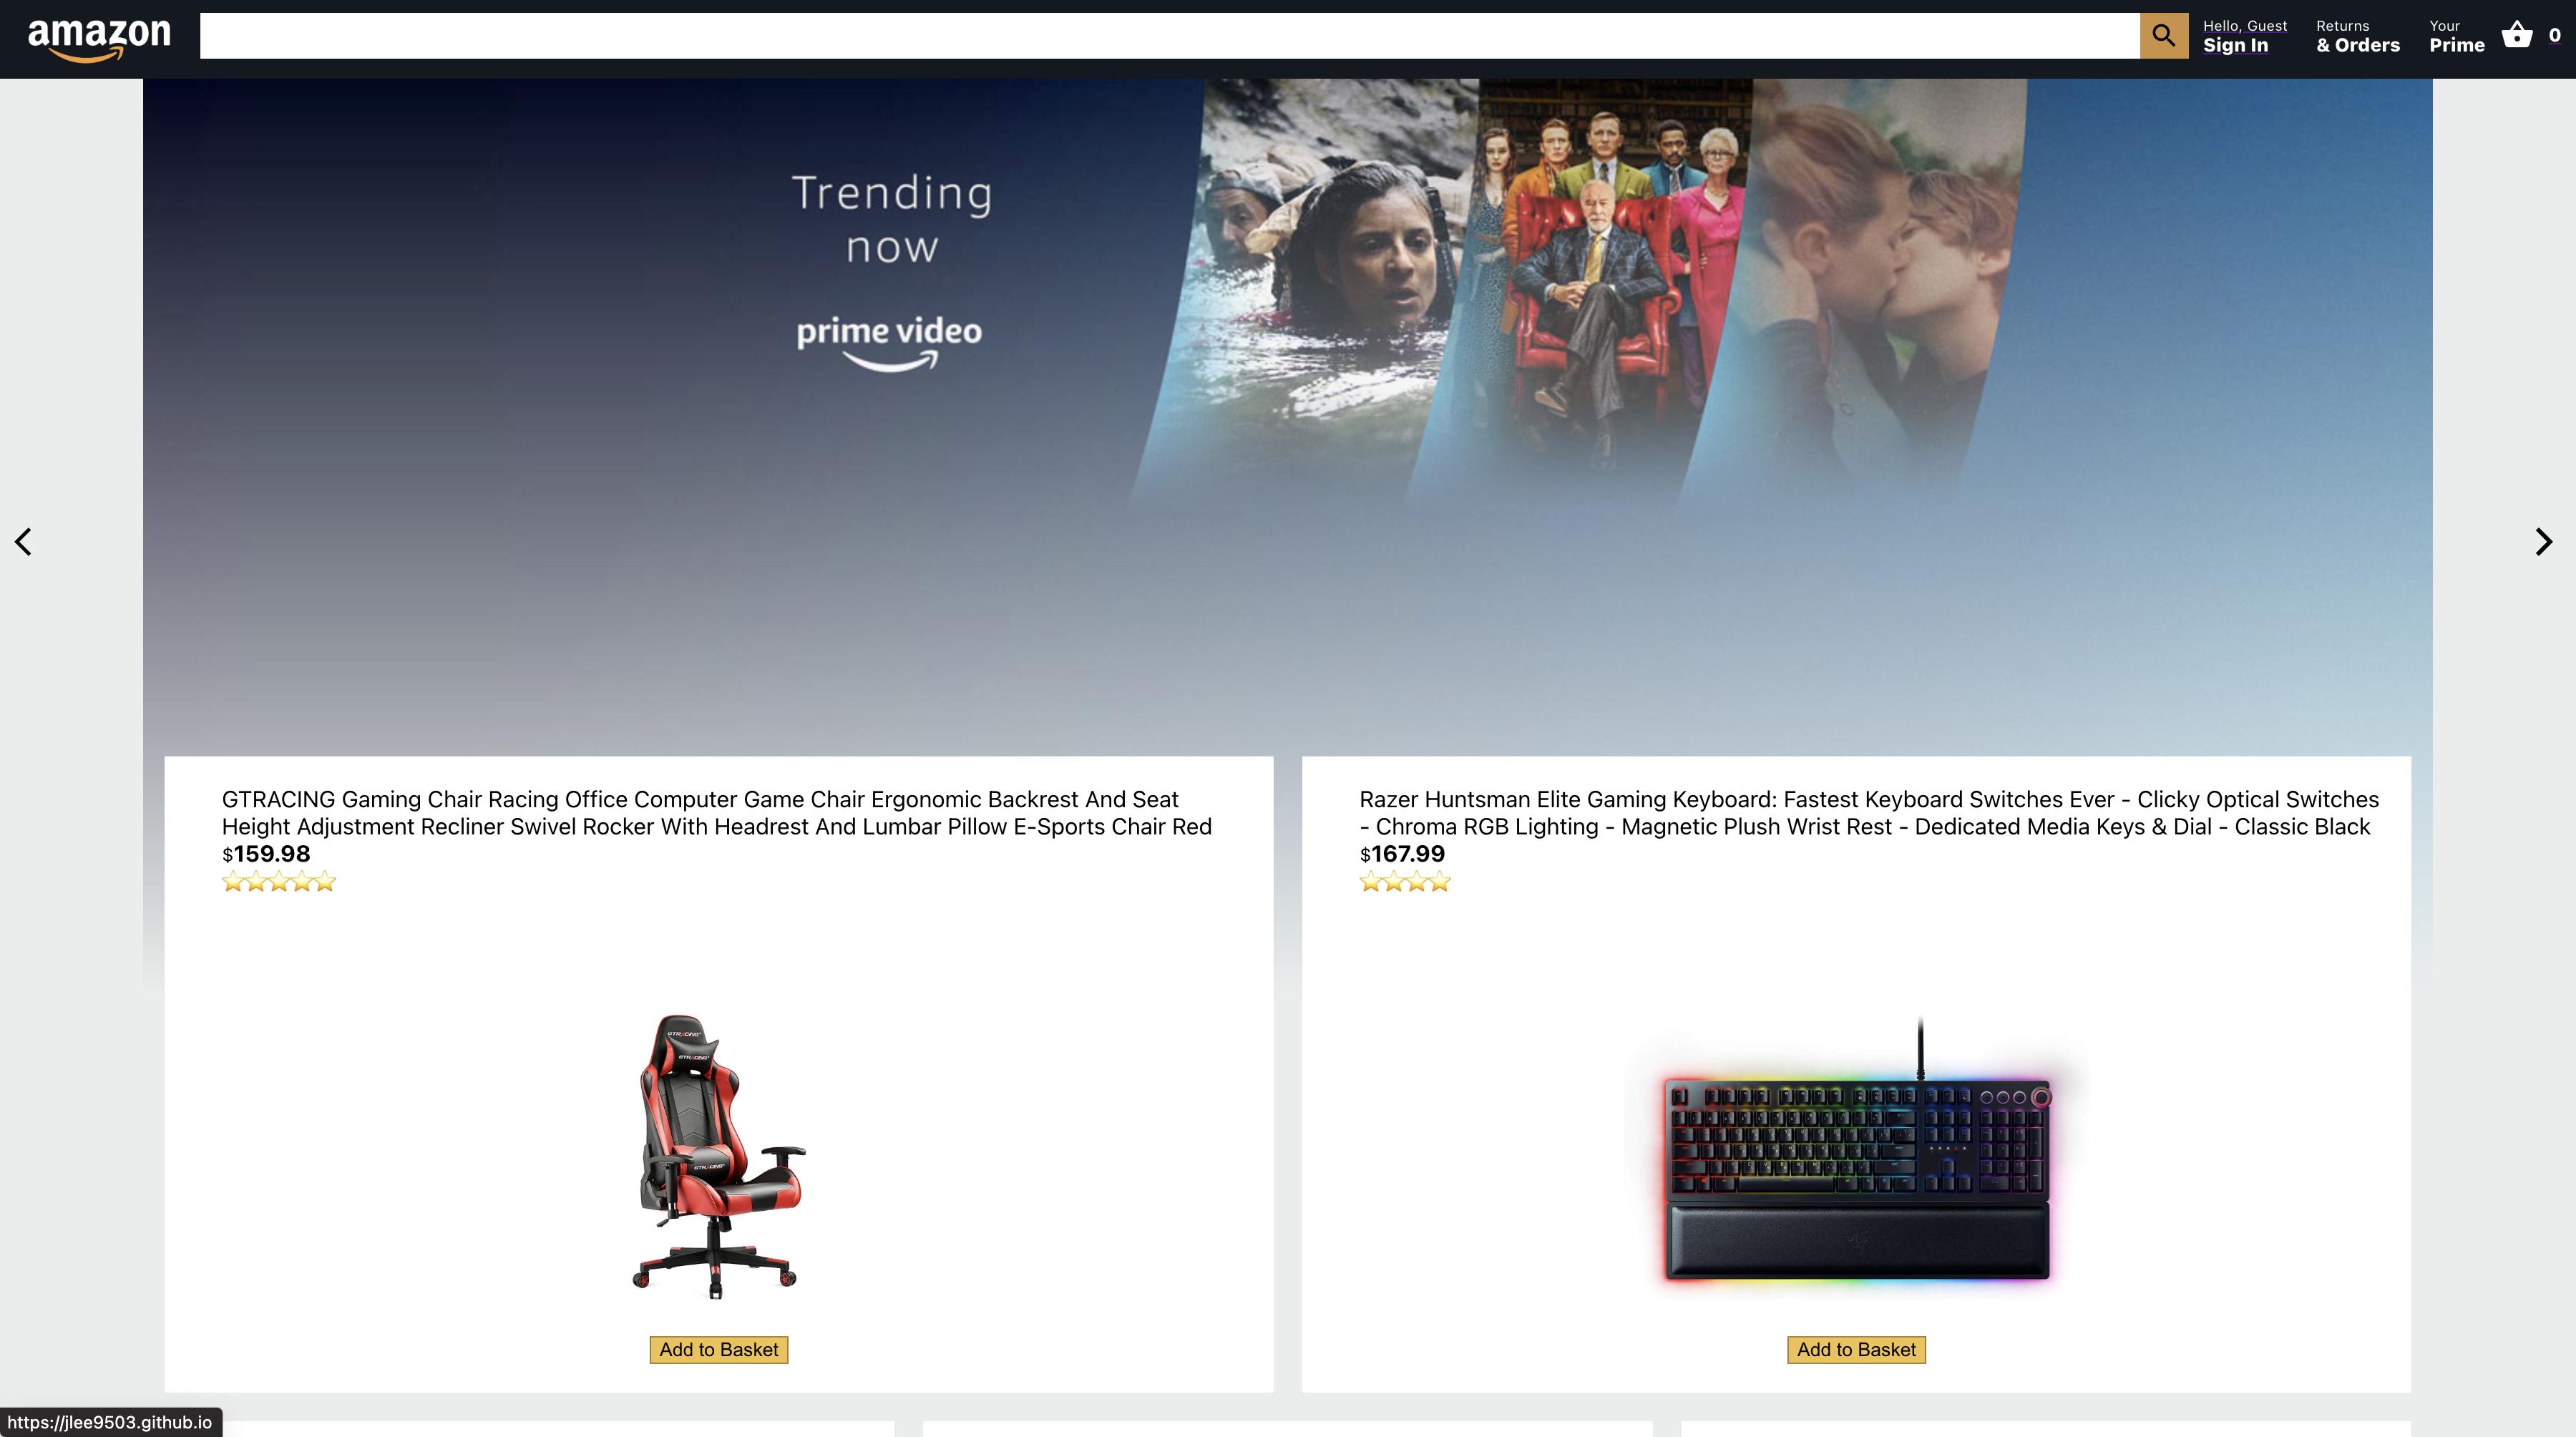 amazon
Hello, Guest
Sign In
Returns
& Orders
Your
Prime
0
Trending
now
prime video
GTRACING Gaming Chair Racing Office Computer Game Chair Ergonomic Backrest And Seat
Height Adjustment Recliner Swivel Rocker With Headrest And Lumbar Pillow E-Sports Chair Red
$159.98
Razer Huntsman Elite Gaming Keyboard: Fastest Keyboard Switches Ever - Clicky Optical Switches
- Chroma RGB Lighting - Magnetic Plush Wrist Rest - Dedicated Media Keys & Dial - Classic Black
$167.99
GTRACING
GTRACING
GTRACING
Add to Basket
Add to Basket
https://jlee9503.github.io